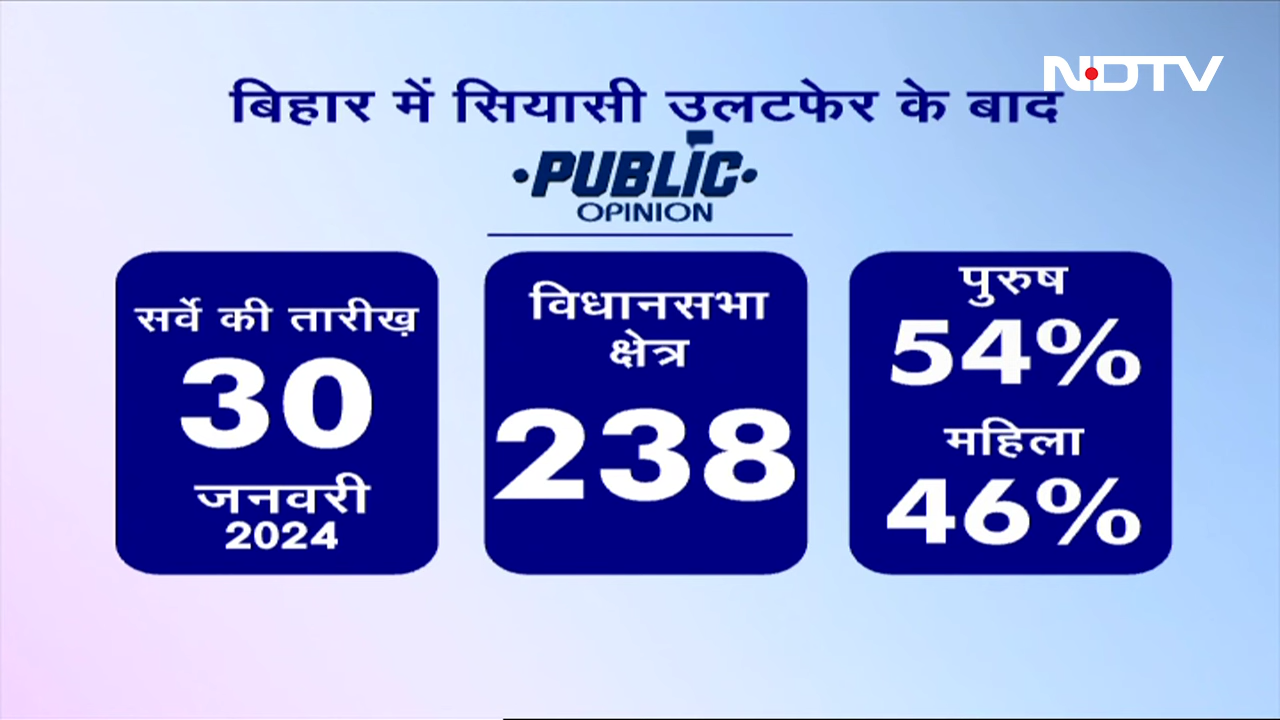 NDTV
बिहार में सियासी उलटफेर के बाद
PUBLIC
OPINION
सर्वे की तारीख़
30
जनवरी
2024
विधानसभा
क्षेत्र
238
पुरुष
54%
महिला
46%